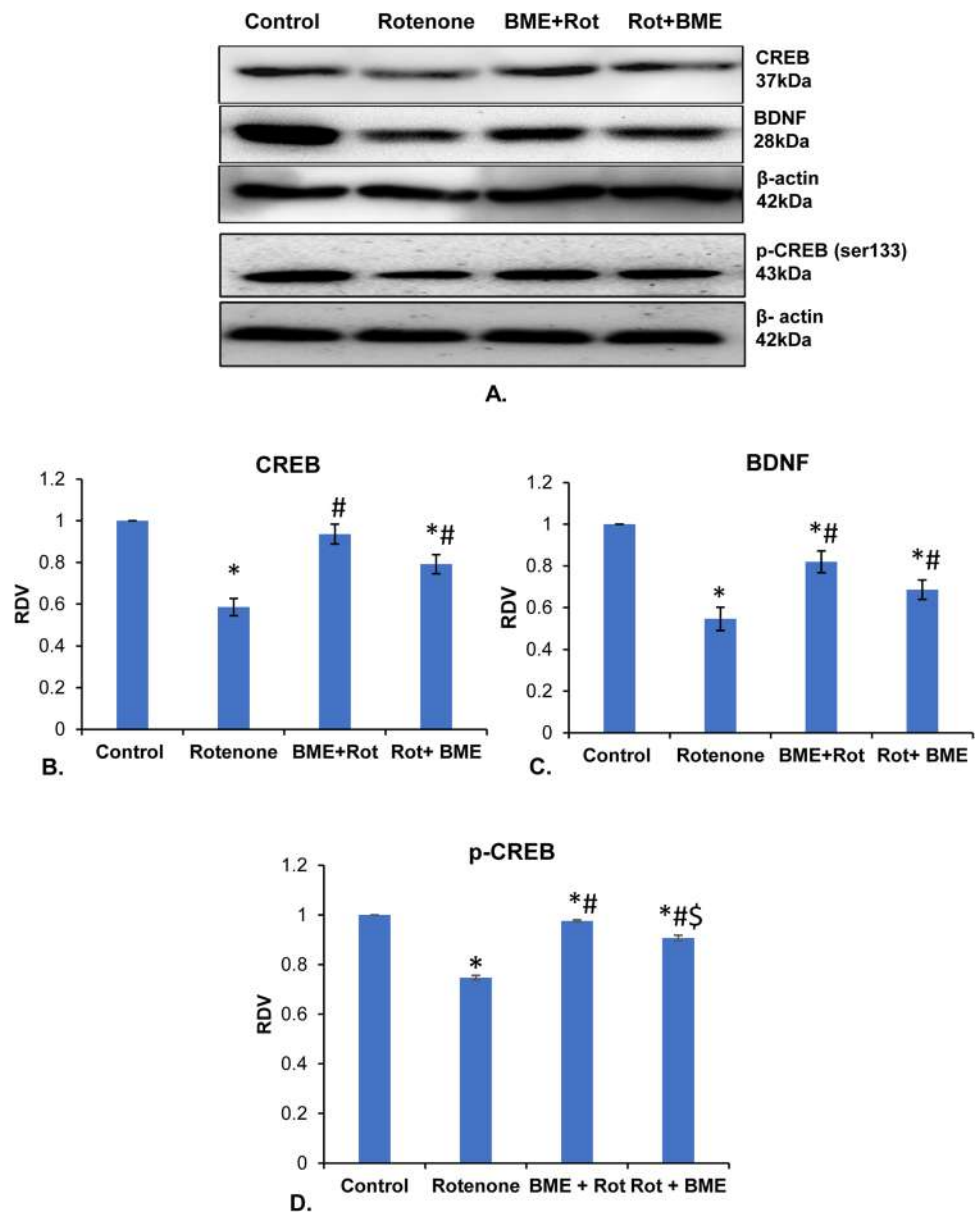 Control Rotenone BME+Rot Rot+BME
CREB
37kDa
BDNF
28kDa
β-actin
42kDa
p-CREB (ser133)
43kDa
β- actin
42kDa
A.
CREB
1.2
1
0.8
0.6
0.4
0.2
0
RDV
*
#
*#
Control Rotenone BME+Rot Rot+ BME
B.
BDNF
1.2
1
0.8
0.6
0.4
0.2
0
RDV
*
*#
*#
Control Rotenone BME+Rot Rot+ BME
C.
p-CREB
1.2
1
0.8
0.6
0.4
0.2
0
RDV
*
*#
*#$
Control Rotenone BME + Rot Rot + BME
D.